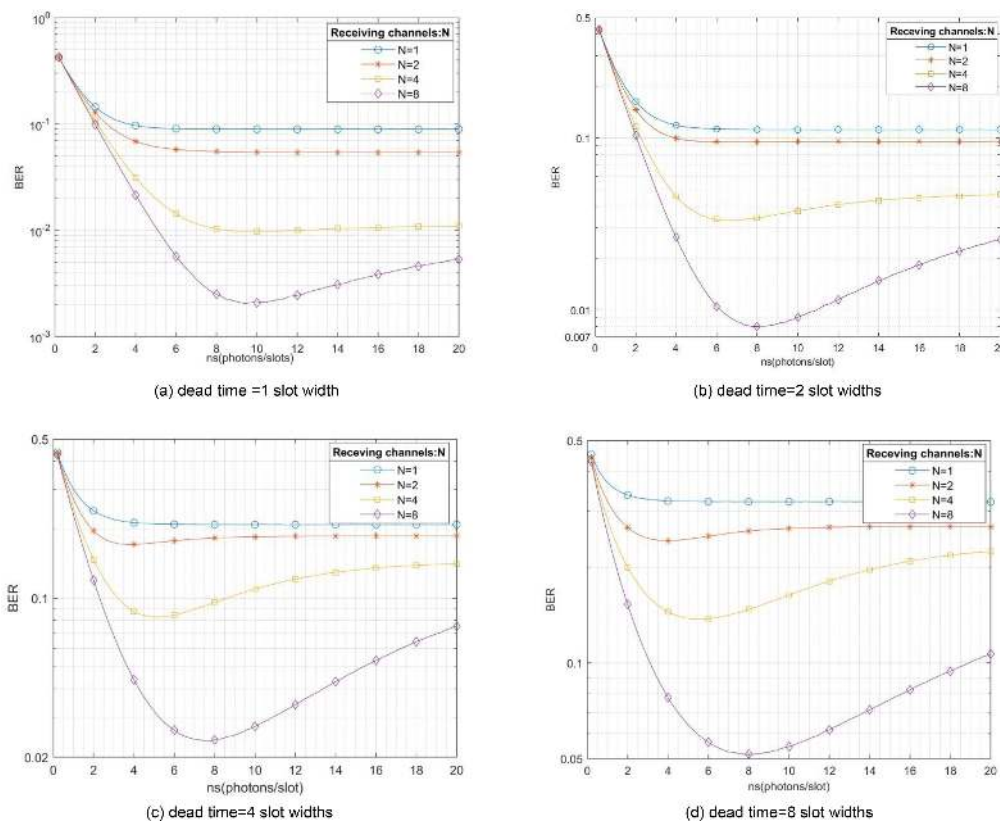 10^0
10^-1
10^-2
10^-3
BER
0 2 4 6 8 10 12 14 16 18 20
ns(photons/slots)
Receiving channels:N
N=1
N=2
N=4
N=8
(a) dead time =1 slot width
0.5
0.1
0.01
0.007
BER
0 2 4 6 8 10 12 14 16 18 20
ns(photons/slot)
Receving channels:N
N=1
N=2
N=4
N=8
(b) dead time=2 slot widths
0.5
0.1
0.02
BER
0 2 4 6 8 10 12 14 16 18 20
ns(photons/slot)
Receving channels:N
N=1
N=2
N=4
N=8
(c) dead time=4 slot widths
0.5
0.1
0.05
BER
0 2 4 6 8 10 12 14 16 18 20
ns(photons/slot)
Receving channels:N
N=1
N=2
N=4
N=8
(d) dead time=8 slot widths